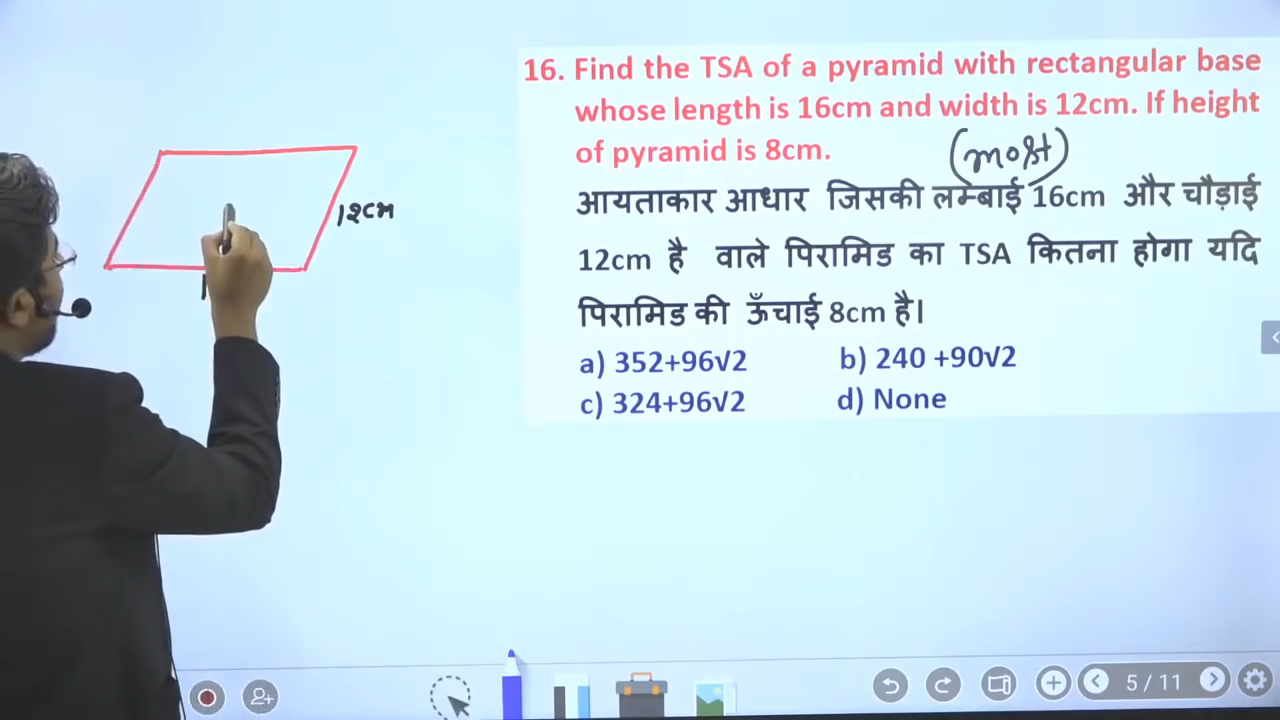 16. Find the TSA of a pyramid with rectangular base
whose length is 16cm and width is 12cm. If height
of pyramid is 8cm.
(most)
आयताकार आधार जिसकी लम्बाई 16cm और चौड़ाई
12cm है वाले पिरामिड का TSA कितना होगा यदि
पिरामिड की ऊँचाई 8cm है।
a) 352+96√2 b) 240 +90√2
c) 324+96√2 d) None
12cm
5 / 11